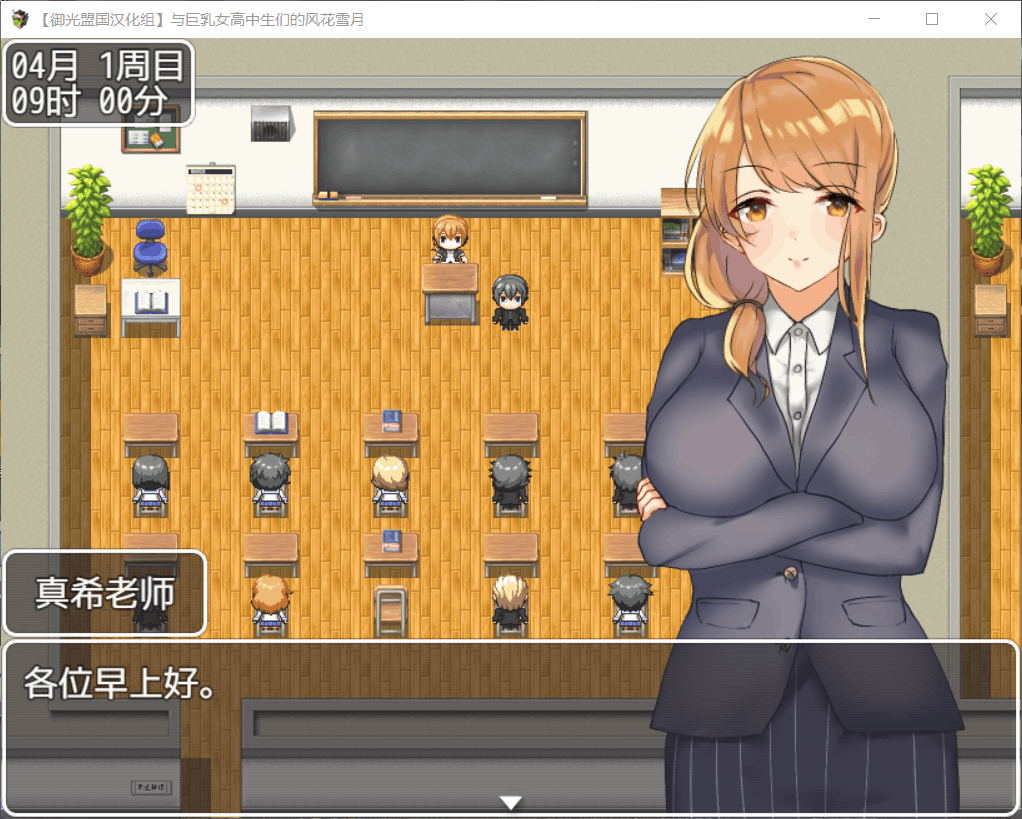 【御光盟国汉化组】与巨乳女高中生们的风花雪月
04月 1周目
09时 00分
真希老师
各位早上好。